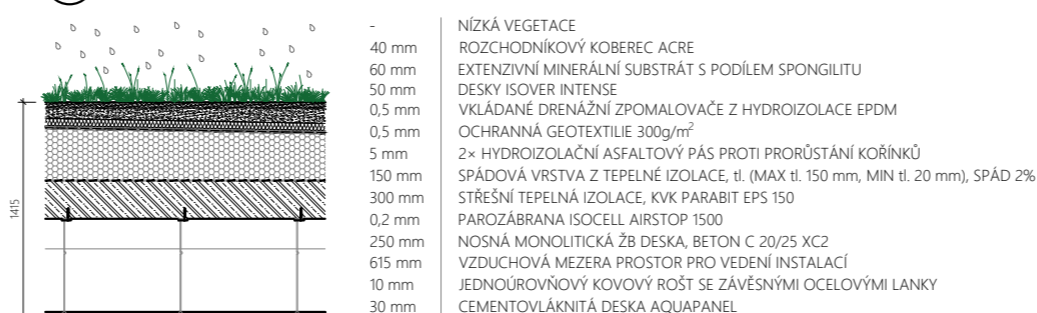 - NÍZKÁ VEGETACE
40 mm ROZCHODNÍKOVÝ KOBEREC ACRE
60 mm EXTENZIVNÍ MINERÁLNÍ SUBSTRÁT S PODÍLEM SPONGILITU
50 mm DESKY ISOVER INTENSE
0,5 mm VKLÁDANÉ DRENÁŽNÍ ZPOMALOVAČE Z HYDROIZOLACE EPDM
0,5 mm OCHRANNÁ GEOTEXTILIE 300g/m²
5 mm 2× HYDROIZOLAČNÍ ASFALTOVÝ PÁS PROTI PRORŮSTÁNÍ KOŘÍNKŮ
150 mm SPÁDOVÁ VRSTVA Z TEPELNÉ IZOLACE, tl. (MAX tl. 150 mm, MIN tl. 20 mm), SPÁD 2%
300 mm STŘEŠNÍ TEPELNÁ IZOLACE, KVK PARABIT EPS 150
0,2 mm PAROZÁBRANA ISOCELL AIRSTOP 1500
250 mm NOSNÁ MONOLITICKÁ ŽB DESKA, BETON C 20/25 XC2
615 mm VZDUCHOVÁ MEZERA PROSTOR PRO VEDENÍ INSTALACÍ
10 mm JEDNOÚROVŇOVÝ KOVOVÝ ROŠT SE ZÁVĚSNÝMI OCELOVÝMI LANKY
30 mm CEMENTOVLÁKNITÁ DESKA AQUAPANEL
1415